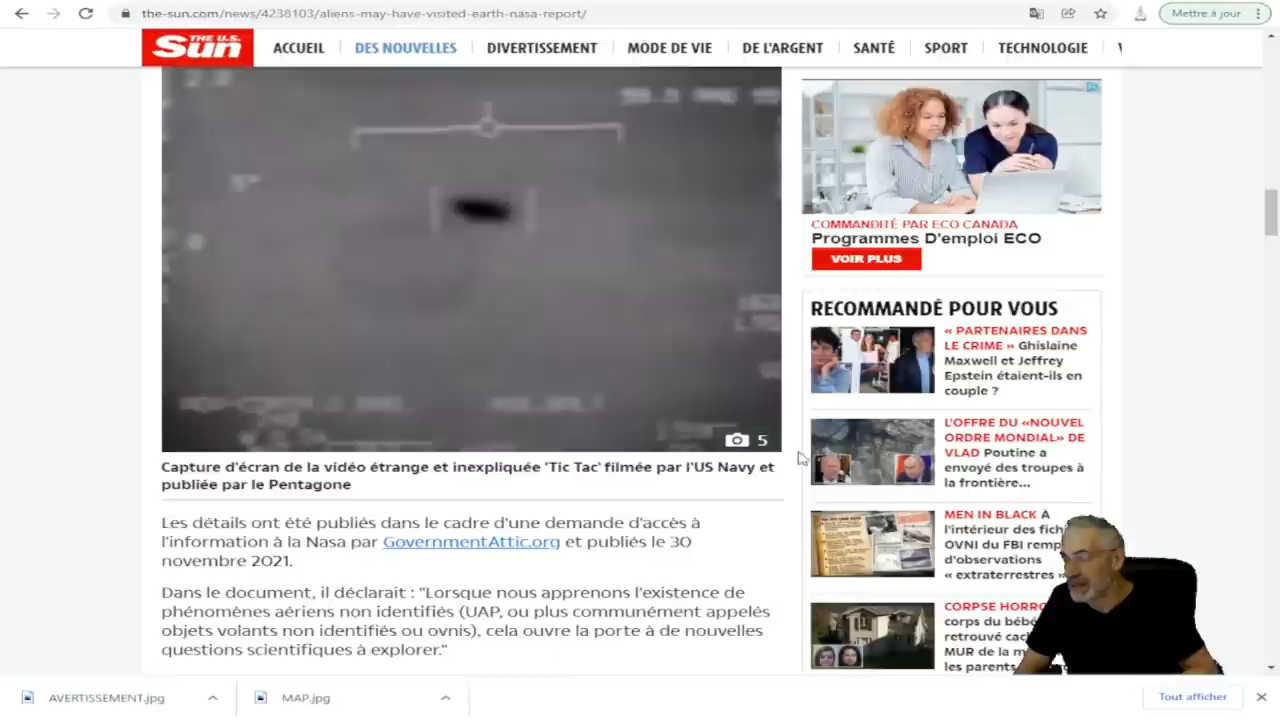 the-sun.com/news/4238103/aliens-may-have-visited-earth-nasa-report/
Mettre à jour
THE U.S.
Sun
ACCUEIL
DES NOUVELLES
DIVERTISSEMENT
MODE DE VIE
DE L'ARGENT
SANTÉ
SPORT
TECHNOLOGIE
5
Capture d'écran de la vidéo étrange et inexpliquée 'Tic Tac' filmée par l'US Navy et
publiée par le Pentagone
Les détails ont été publiés dans le cadre d'une demande d'accès à
l'information à la Nasa par GovernmentAttic.org et publiés le 30
novembre 2021.
Dans le document, il déclarait : "Lorsque nous apprenons l'existence de
phénomènes aériens non identifiés (UAP, ou plus communément appelés
objets volants non identifiés ou ovnis), cela ouvre la porte à de nouvelles
questions scientifiques à explorer."
COMMANDITÉ PAR ECO CANADA
Programmes D'emploi ECO
VOIR PLUS
RECOMMANDÉ POUR VOUS
« PARTENAIRES DANS
LE CRIME » Ghislaine
Maxwell et Jeffrey
Epstein étaient-ils en
couple ?
L'OFFRE DU «NOUVEL
ORDRE MONDIAL» DE
VLAD Poutine a
envoyé des troupes à
la frontière...
MEN IN BLACK À
l'intérieur des fich
OVNI du FBI remp
d'observations
« extraterrestres »
CORPSE HORRO
corps du bébé
retrouvé cac
MUR de la m
les parents
AVERTISSEMENT.jpg
MAP.jpg
Tout afficher